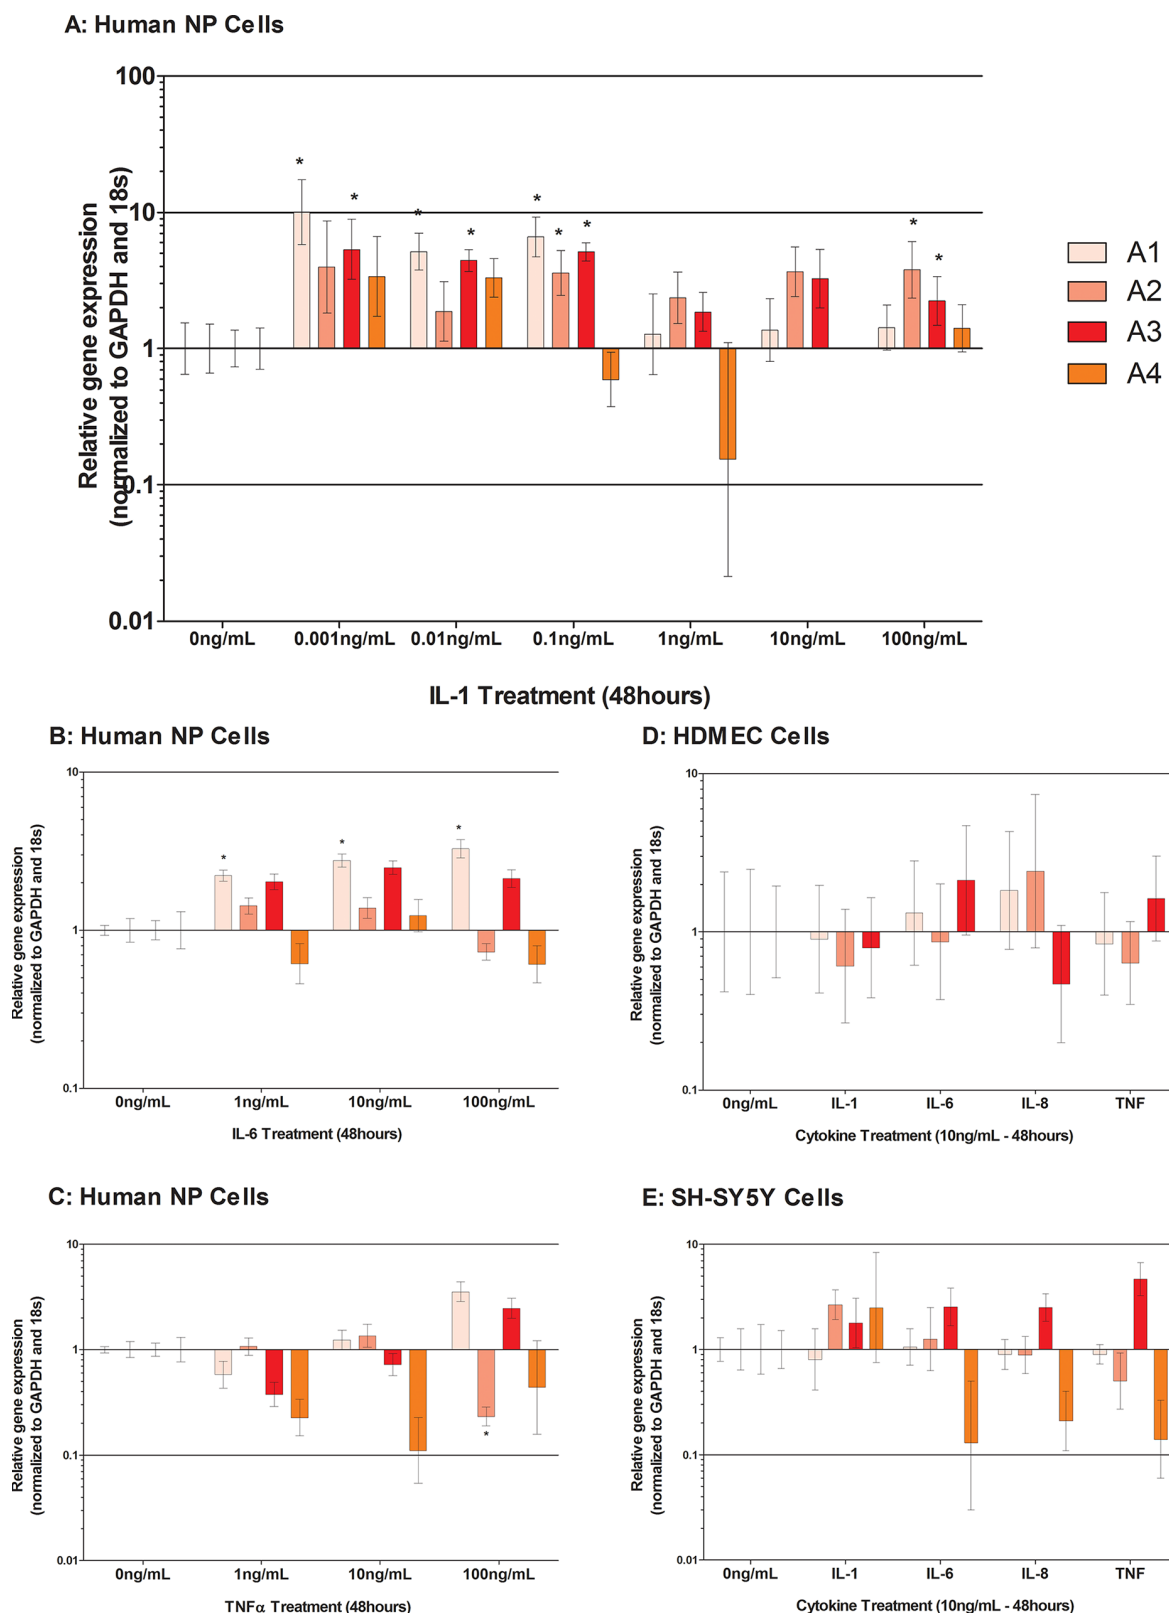 A: Human NP Cells
Relative gene expression
(normalized to GAPDH and 18s)
100
10
1
0.1
0.01
* * * * * * * * *
0ng/mL 0.001ng/mL 0.01ng/mL 0.1ng/mL 1ng/mL 10ng/mL 100ng/mL
IL-1 Treatment (48hours)
A1
A2
A3
A4
B: Human NP Cells
Relative gene expression
(normalized to GAPDH and 18s)
10
1
0.1
* * *
0ng/mL 1ng/mL 10ng/mL 100ng/mL
IL-6 Treatment (48hours)
D: HDMEC Cells
Relative gene expression
(normalized to GAPDH and 18s)
10
1
0.1
0ng/mL IL-1 IL-6 IL-8 TNF
Cytokine Treatment (10ng/mL - 48hours)
C: Human NP Cells
Relative gene expression
(normalized to GAPDH and 18s)
10
1
0.1
0.01
*
0ng/mL 1ng/mL 10ng/mL 100ng/mL
TNFα Treatment (48hours)
E: SH-SY5Y Cells
Relative gene expression
(normalized to GAPDH and 18s)
10
1
0.1
0.01
0ng/mL IL-1 IL-6 IL-8 TNF
Cytokine Treatment (10ng/mL - 48hours)